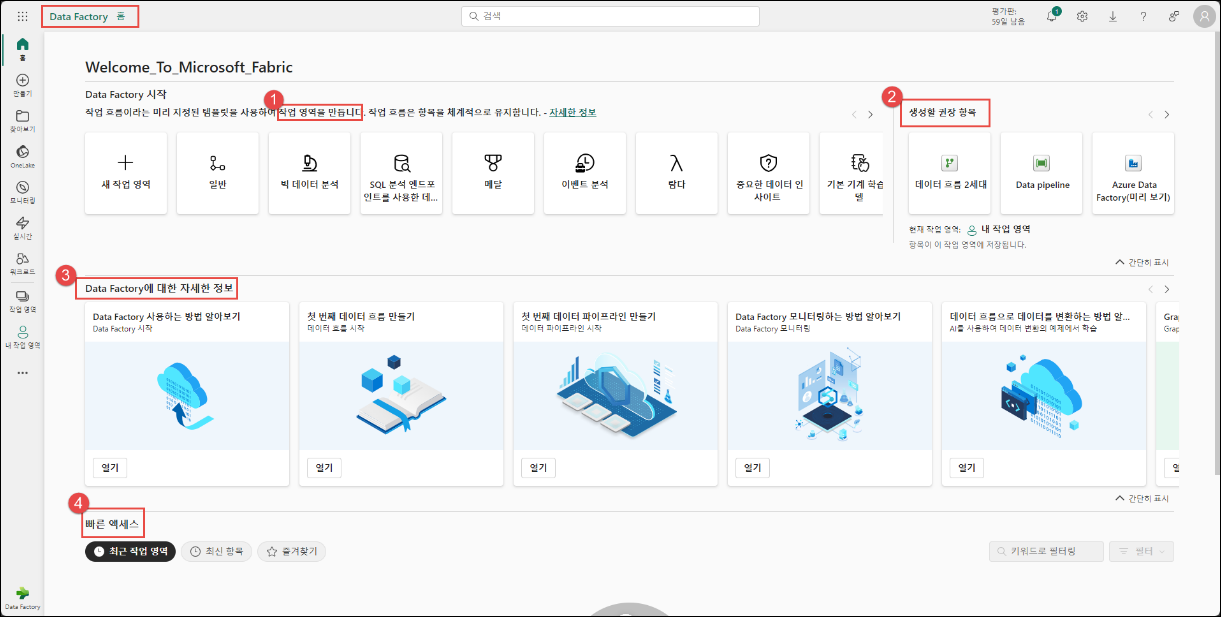 Data Factory 홈
검색
평가판:
59일 남음
1
홈
만들기
찾아보기
OneLake
모니터링
실시간
워크로드
작업 영역
내 작업 영역
Data Factory
Welcome_To_Microsoft_Fabric
Data Factory 시작
1
작업 흐름이라는 미리 지정된 템플릿을 사용하여 작업 영역을 만듭니다. 작업 흐름은 항목을 체계적으로 유지합니다. - 자세한 정보
새 작업 영역
일반
빅 데이터 분석
SQL 분석 엔드포
인트를 사용한 데...
메달
이벤트 분석
람다
중요한 데이터 인
사이트
기본 기계 학습
델
2
생성할 권장 항목
데이터 흐름 2세대
Data pipeline
Azure Data
Factory(미리 보기)
현재 작업 영역: 내 작업 영역
항목이 이 작업 영역에 저장됩니다.
간단히 표시
3
Data Factory에 대한 자세한 정보
Data Factory 사용하는 방법 알아보기
Data Factory 시작
열기
첫 번째 데이터 흐름 만들기
데이터 흐름 시작
열기
첫 번째 데이터 파이프라인 만들기
데이터 파이프라인 시작
열기
Data Factory 모니터링하는 방법 알아보기
Data Factory 모니터링
열기
데이터 흐름으로 데이터를 변환하는 방법 알...
AI를 사용하여 데이터 변환의 예제에서 학습
열기
Gra
Grap
간단히 표시
4
빠른 액세스
최근 작업 영역
최신 항목
즐겨찾기
키워드로 필터링
필터